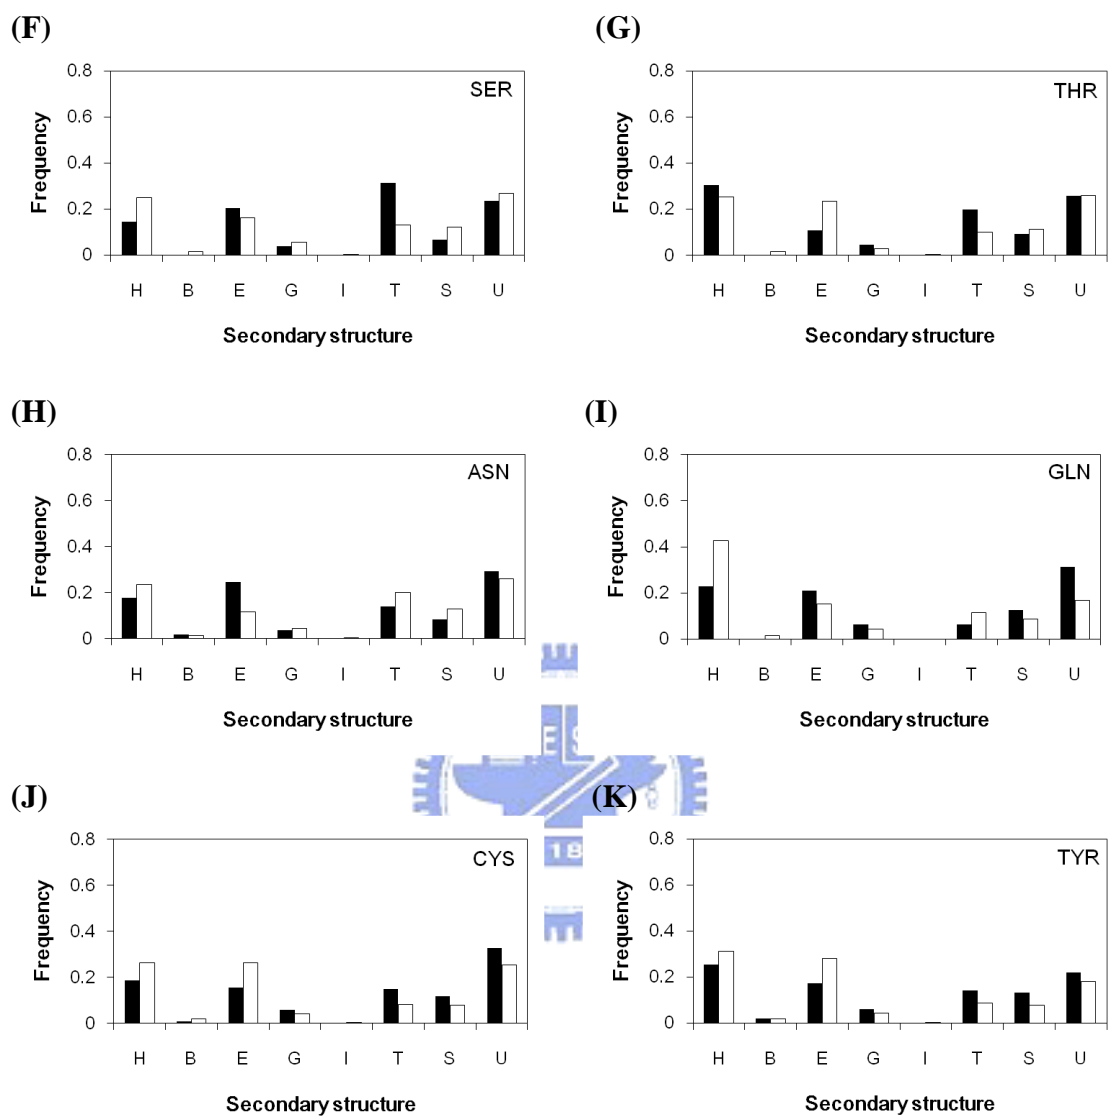 (F)
SER
Frequency
0.8
0.6
0.4
0.2
0
H B E G I T S U
Secondary structure
(G)
THR
Frequency
0.8
0.6
0.4
0.2
0
H B E G I T S U
Secondary structure
(H)
ASN
Frequency
0.8
0.6
0.4
0.2
0
H B E G I T S U
Secondary structure
(I)
GLN
Frequency
0.8
0.6
0.4
0.2
0
H B E G I T S U
Secondary structure
ES
(J)
CYS
Frequency
0.8
0.6
0.4
0.2
0
H B E G I T S U
Secondary structure
18
(K)
TYR
Frequency
0.8
0.6
0.4
0.2
0
H B E G I T S U
Secondary structure